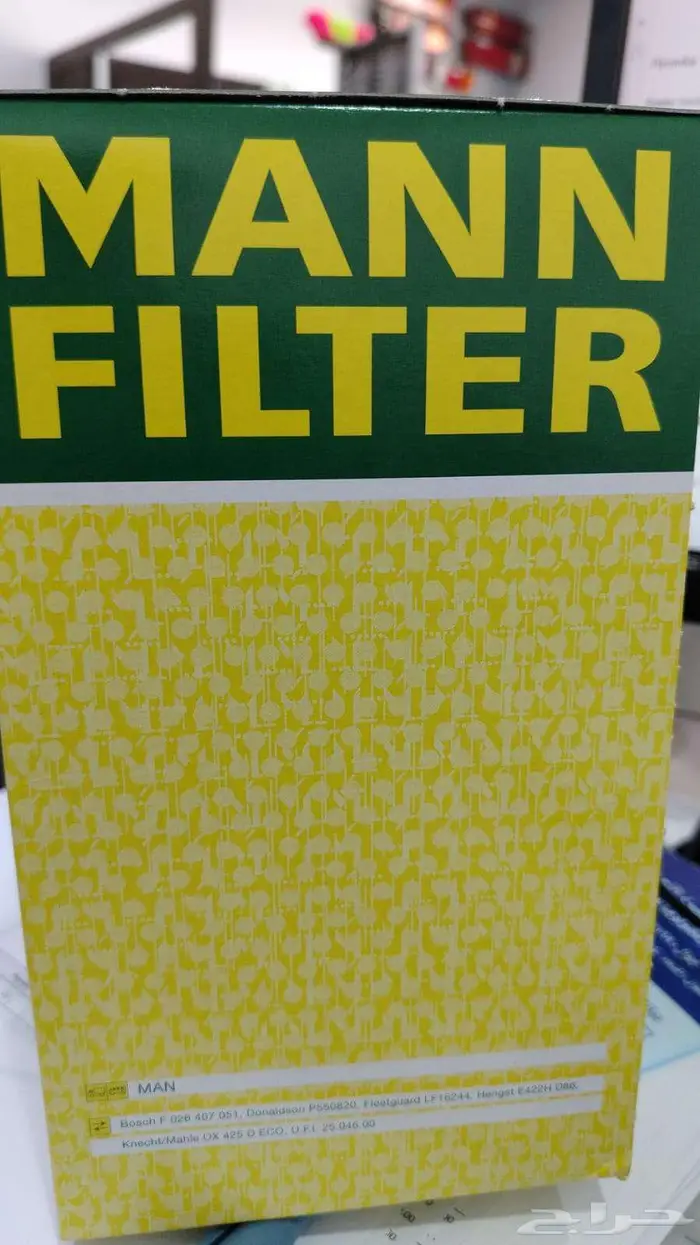 MANN
FILTER
MAN
Bosch F 026 407 051, Donaldson P550820, Fleetguard LF16244, Hengst E422H D86,
Knecht/Mahle OX 425 D ECO, U.F.I. 25.046.00
حراج